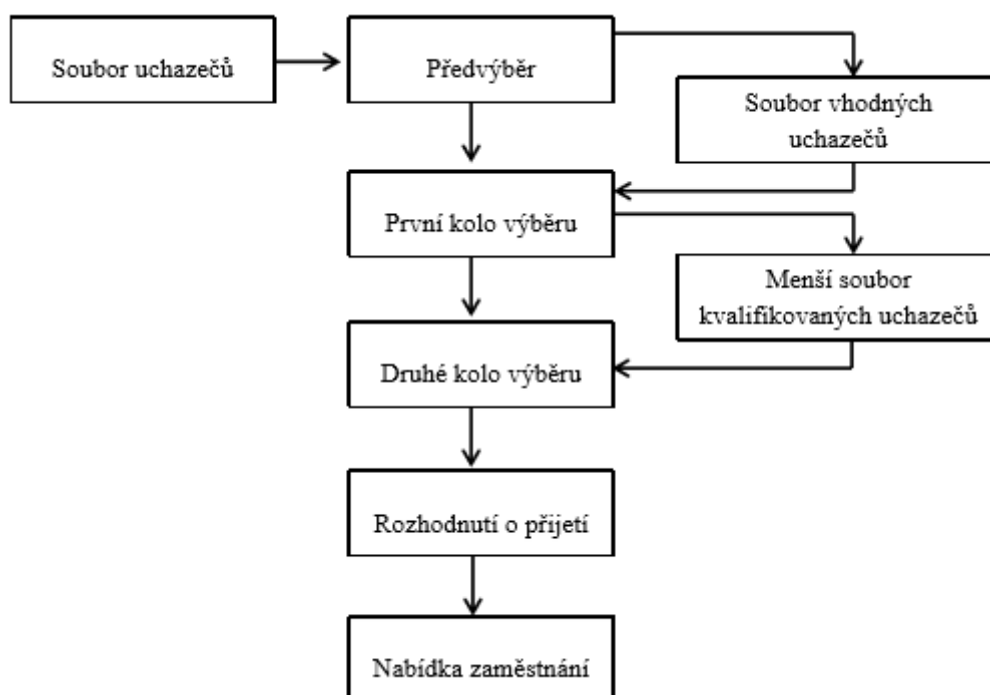 Soubor uchazečů
Předvýběr
Soubor vhodných
uchazečů
První kolo výběru
Menší soubor
kvalifikovaných uchazečů
Druhé kolo výběru
Rozhodnutí o přijetí
Nabídka zaměstnání